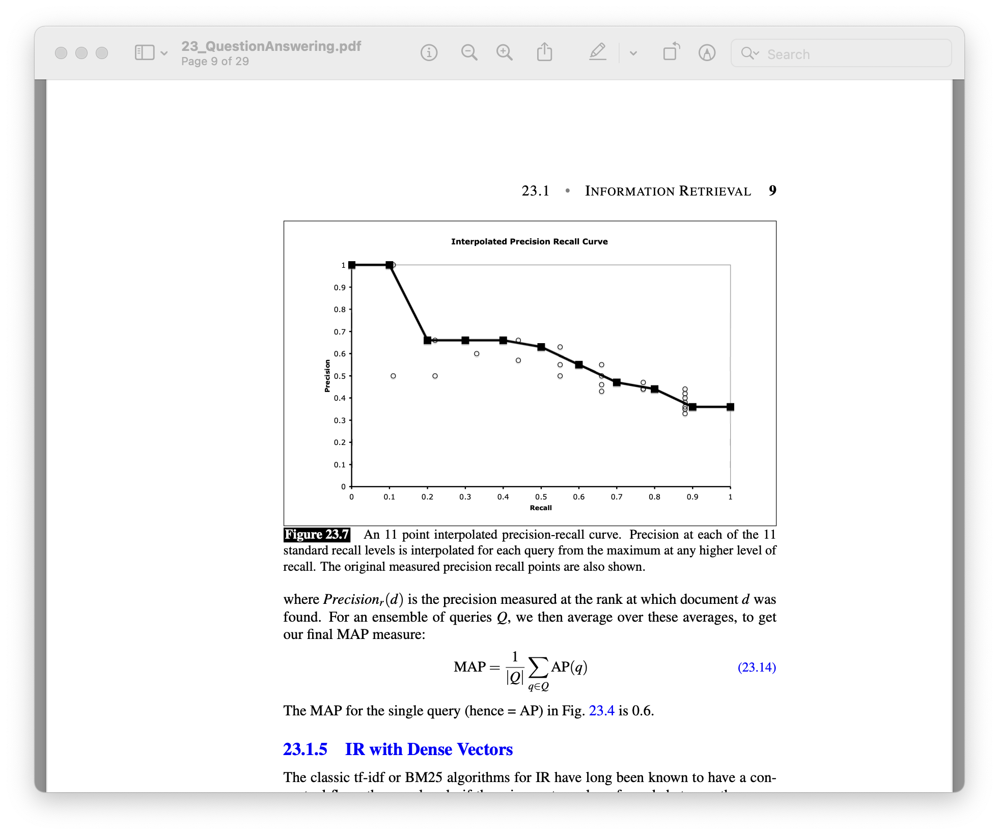 23_QuestionAnswering.pdf
Page 9 of 29
Search
23.1 • INFORMATION RETRIEVAL 9
Interpolated Precision Recall Curve
1
0.9
0.8
0.7
0.6
0.5
0.4
0.3
0.2
0.1
0
Precision
0 0.1 0.2 0.3 0.4 0.5 0.6 0.7 0.8 0.9 1
Recall
Figure 23.7 An 11 point interpolated precision-recall curve. Precision at each of the 11
standard recall levels is interpolated for each query from the maximum at any higher level of
recall. The original measured precision recall points are also shown.
where Precisionᵣ(d) is the precision measured at the rank at which document d was
found. For an ensemble of queries Q, we then average over these averages, to get
our final MAP measure:
MAP = 1/|Q| ∑ q∈Q AP(q) (23.14)
The MAP for the single query (hence = AP) in Fig. 23.4 is 0.6.
23.1.5 IR with Dense Vectors
The classic tf-idf or BM25 algorithms for IR have long been known to have a con-